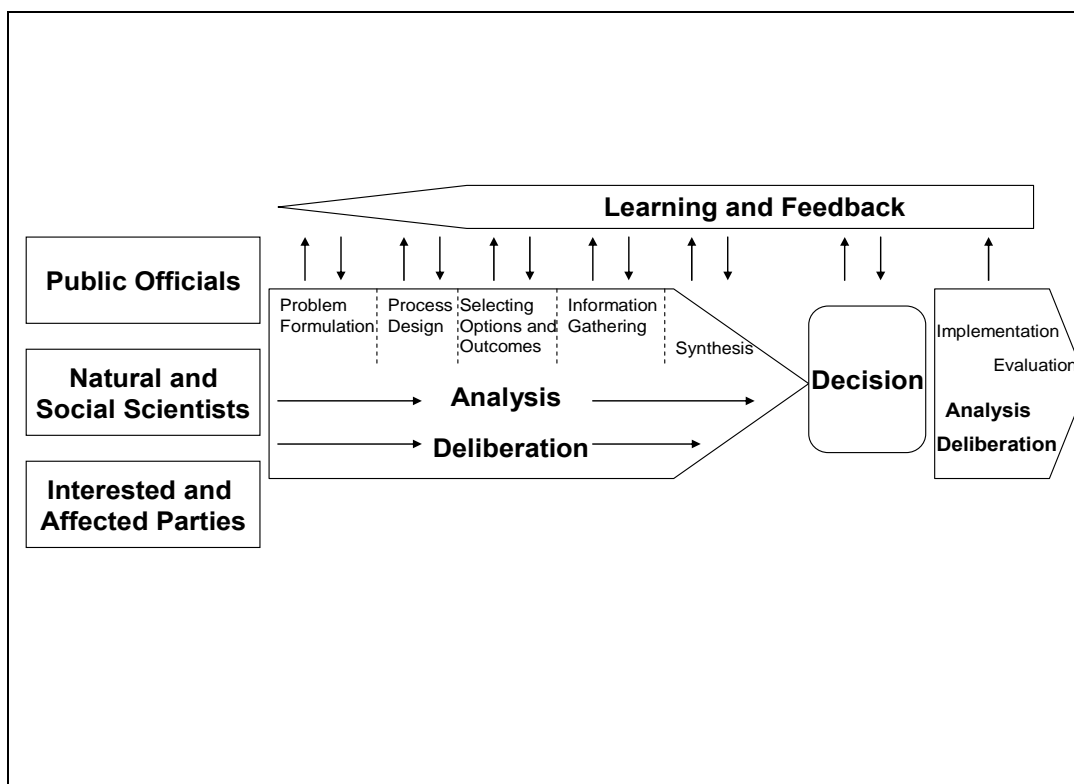 Learning and Feedback
Public Officials
Natural and
Social Scientists
Interested and
Affected Parties
Problem
Formulation
Process
Design
Selecting
Options and
Outcomes
Information
Gathering
Synthesis
Analysis
Deliberation
Decision
Implementation
Evaluation
Analysis
Deliberation